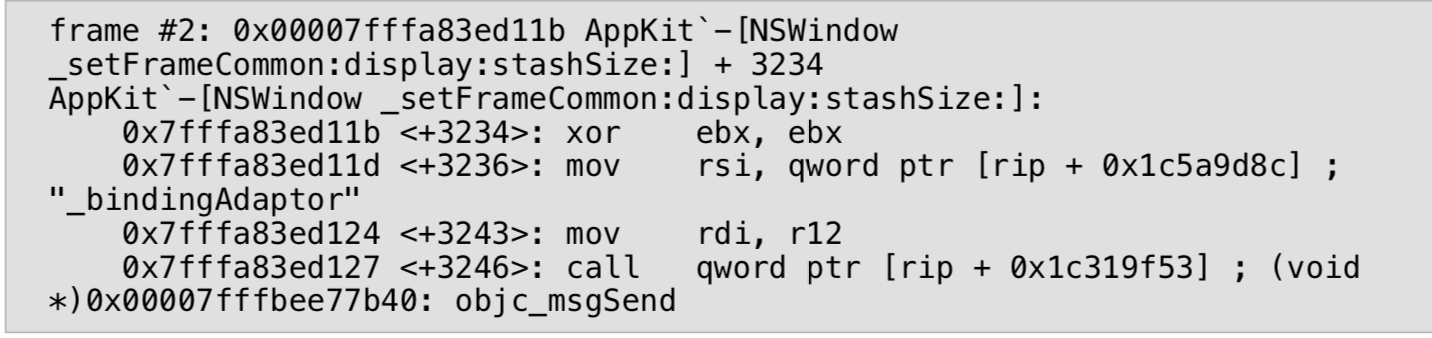 frame #2: 0x00007fffa83ed11b AppKit`-[NSWindow
_setFrameCommon:display:stashSize:] + 3234
AppKit`-[NSWindow _setFrameCommon:display:stashSize:]:
    0x7fffa83ed11b <+3234>: xor    ebx, ebx
    0x7fffa83ed11d <+3236>: mov    rsi, qword ptr [rip + 0x1c5a9d8c] ;
"_bindingAdaptor"
    0x7fffa83ed124 <+3243>: mov    rdi, r12
    0x7fffa83ed127 <+3246>: call   qword ptr [rip + 0x1c319f53] ; (void
*)0x00007fffbee77b40: objc_msgSend